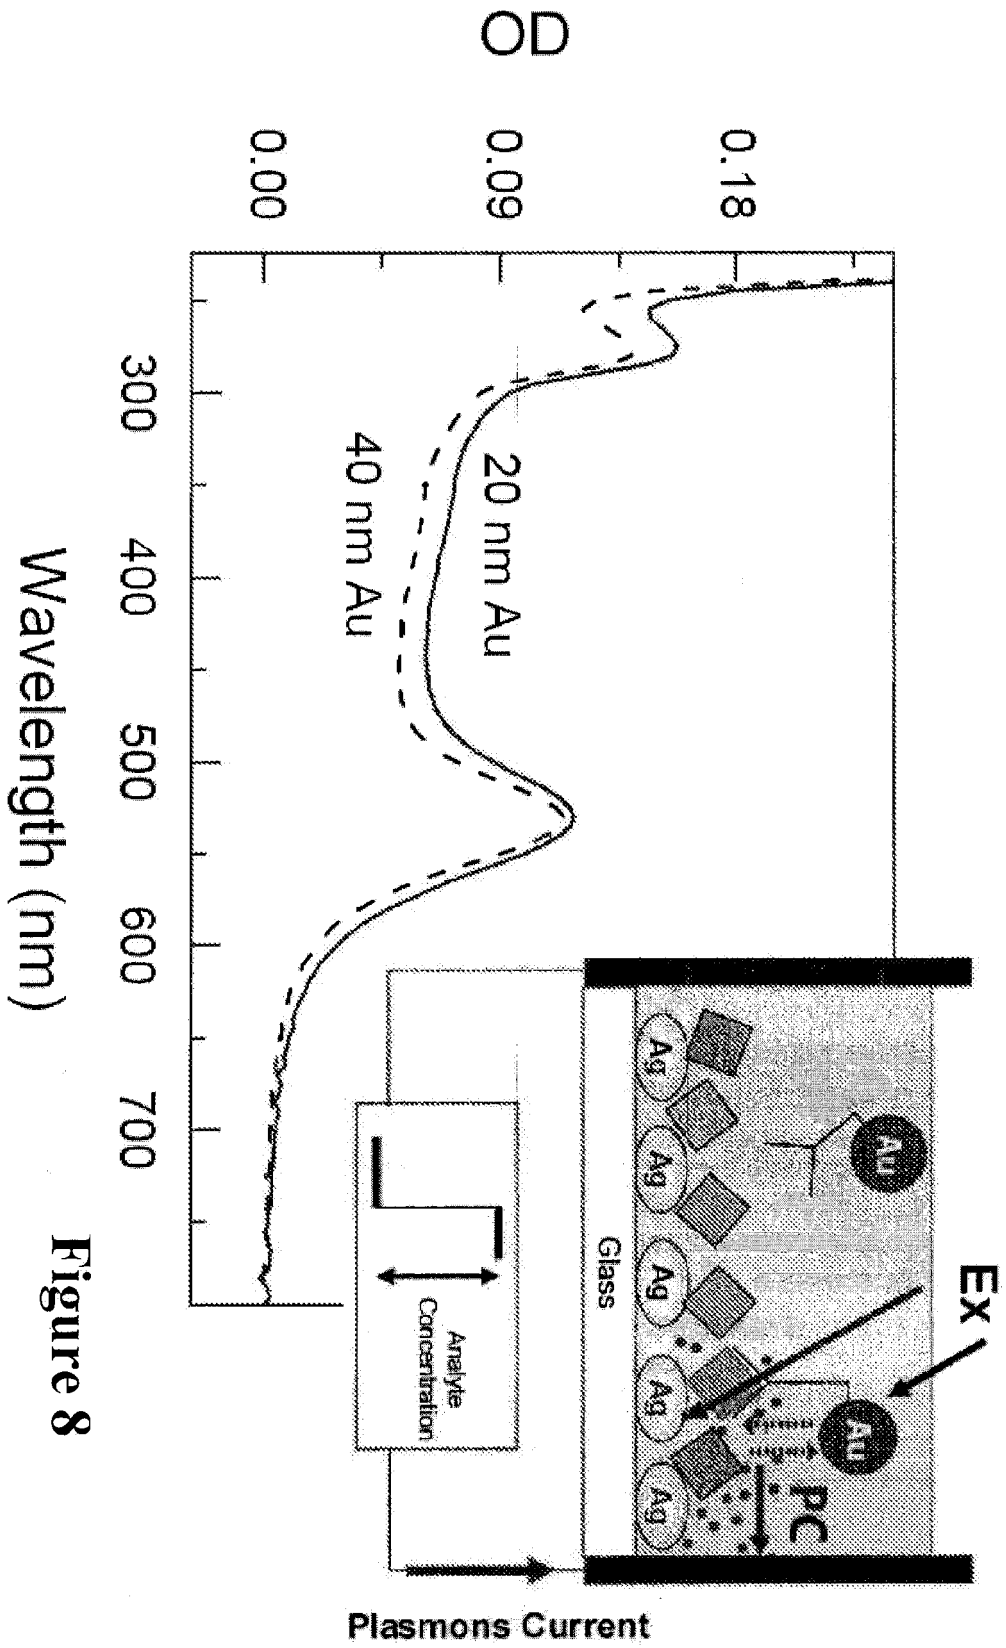 OD
0.18
0.09
0.00
300
400
500
600
700
Wavelength (nm)
20 nm Au
40 nm Au
Ex
Au
Au
PC
Ag
Ag
Ag
Ag
Ag
Glass
Analyte
Concentration
Plasmons Current
Figure 8